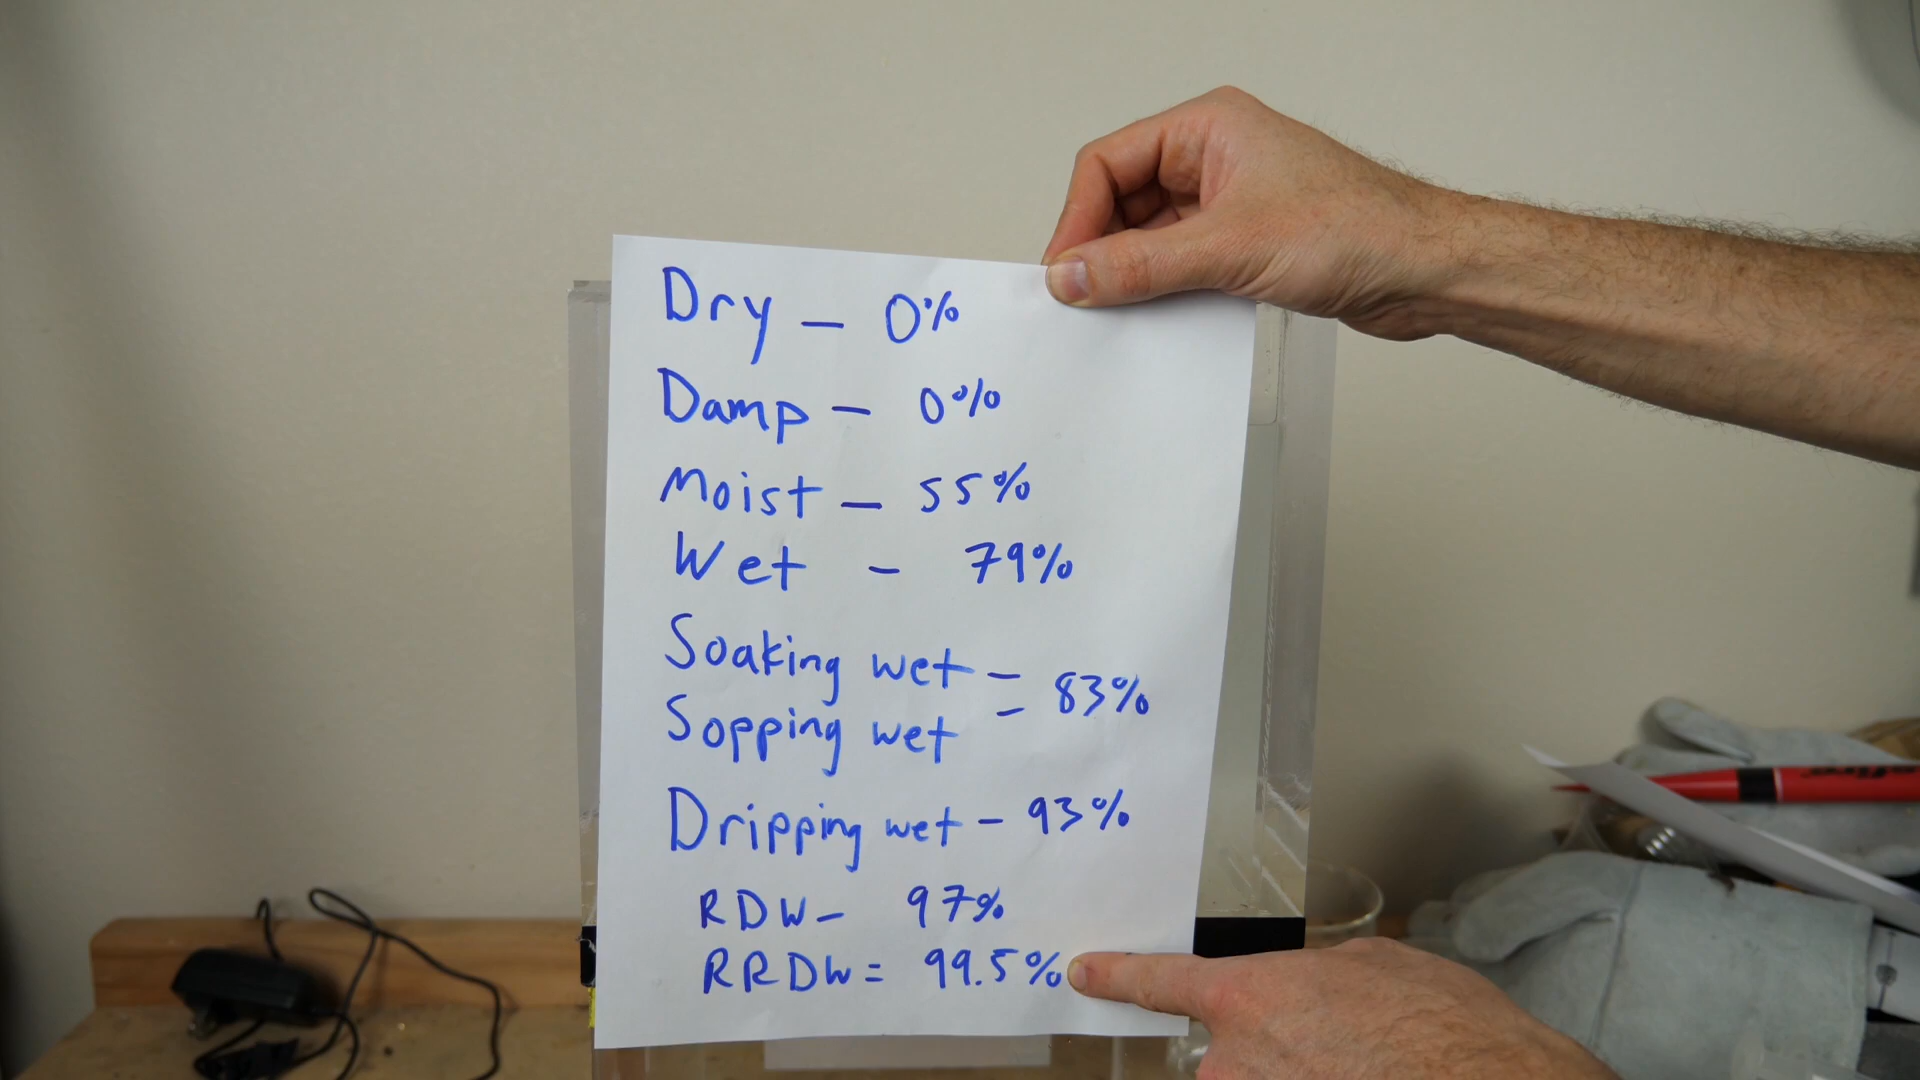 Dry – 0%
Damp – 0%
Moist – 55%
Wet - 79%
Soaking wet –
Sopping wet - 83%
Dripping wet – 93%
RDW – 97%
RRDW = 99.5%